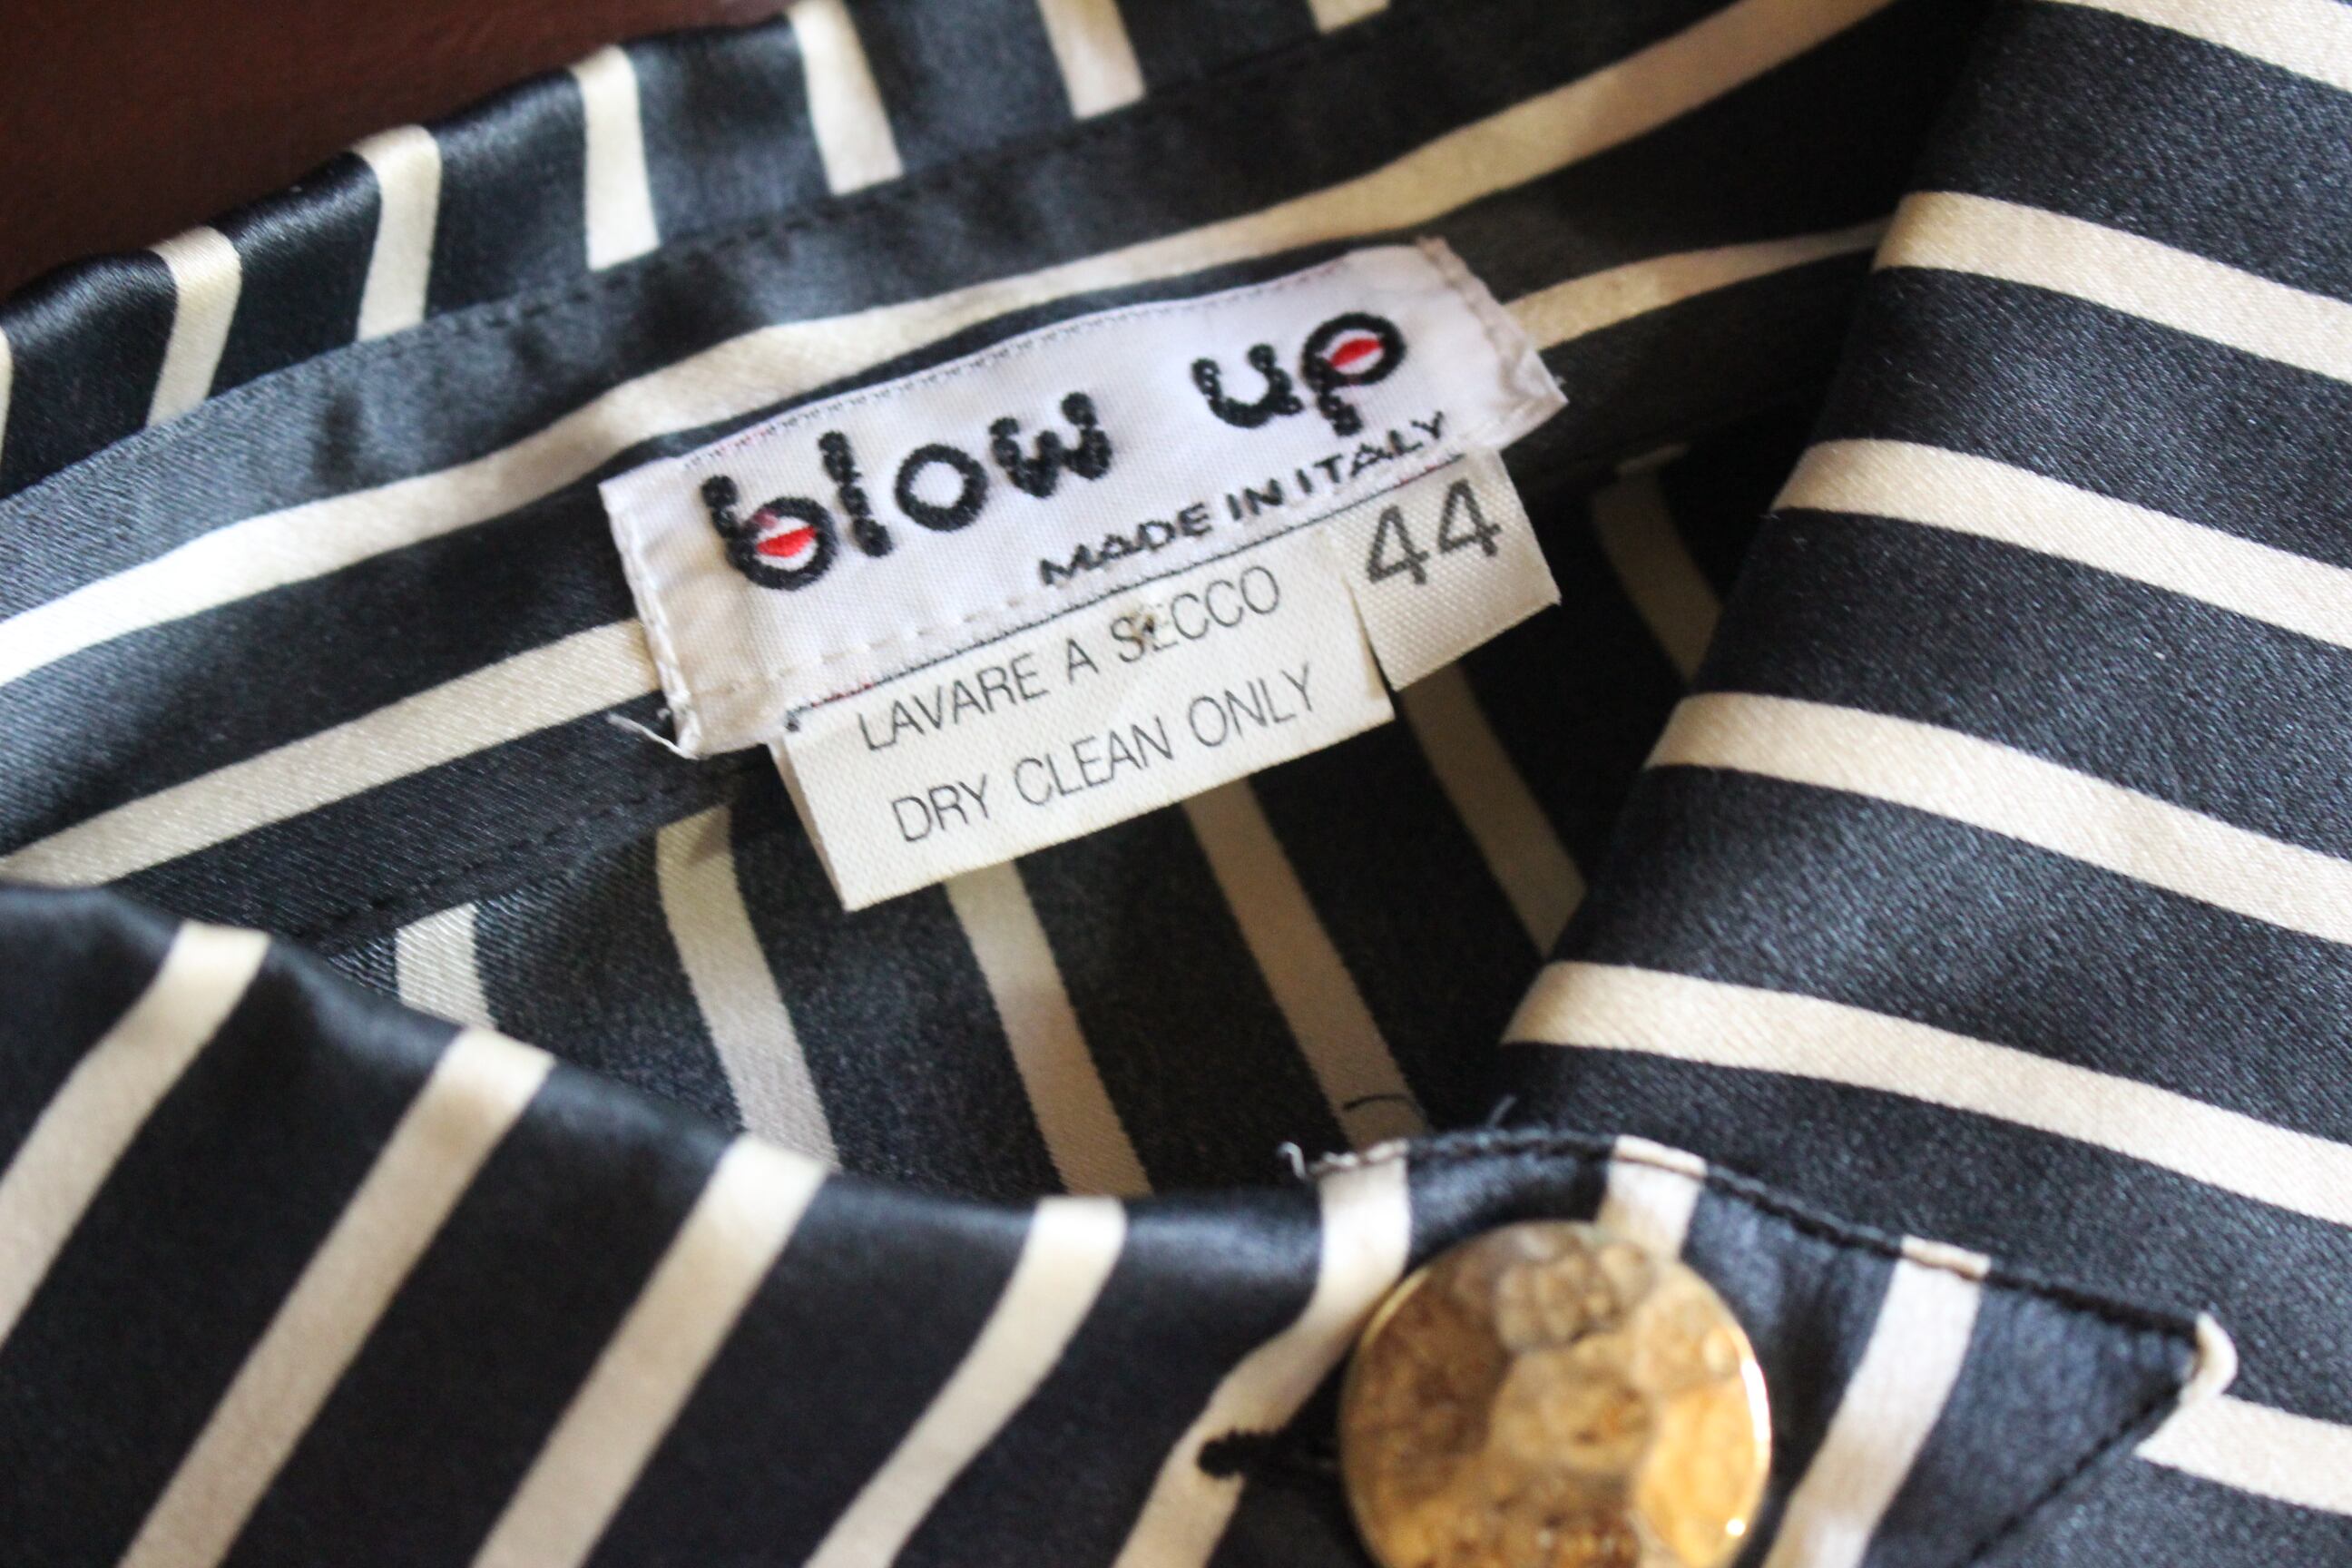 blow up
MADE IN ITALY
44
LAVARE A SECCO
DRY CLEAN ONLY